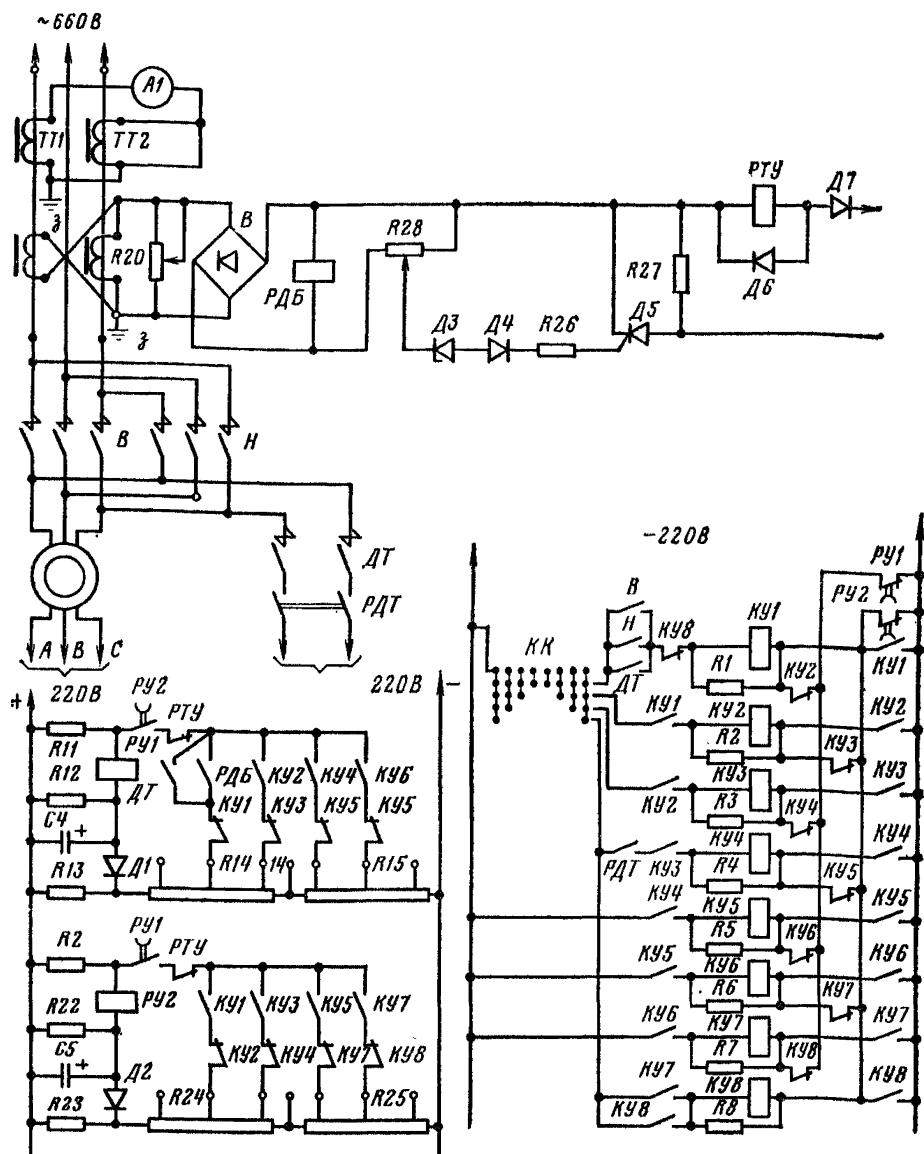 ~660В
А1
ТТ1
ТТ2
РТУ
Д7
з
В
R28
R20
R27
Д6
РДБ
Д5
з
Д3
Д4
R26
В
Н
-220В
ДТ
РУ1
РУ2
РДТ
В
КУ1
Н
КУ8
КК
КУ1
А
В
С
R1
КУ2
ДТ
220В
220В
+
-
РУ2
РТУ
КУ1
КУ2
КУ2
R11
РУ1
R2
КУ3
R12
РДБ
КУ2
КУ4
КУ6
КУ3
КУ3
ДТ
КУ2
R3
КУ4
С4
+
КУ1
КУ3
КУ5
КУ5
КУ4
КУ4
R13
Д1
R14
14
R15
РДТ
КУ3
R4
КУ5
РУ1
РТУ
КУ4
КУ5
КУ5
R2
R5
КУ6
РУ2
КУ1
КУ3
КУ5
КУ7
КУ5
КУ6
КУ6
R22
R6
КУ7
С5
+
КУ2
КУ4
КУ
КУ8
КУ6
КУ7
КУ7
Д2
R7
КУ8
R23
R24
R25
КУ7
КУ8
КУ8
КУ8
R8